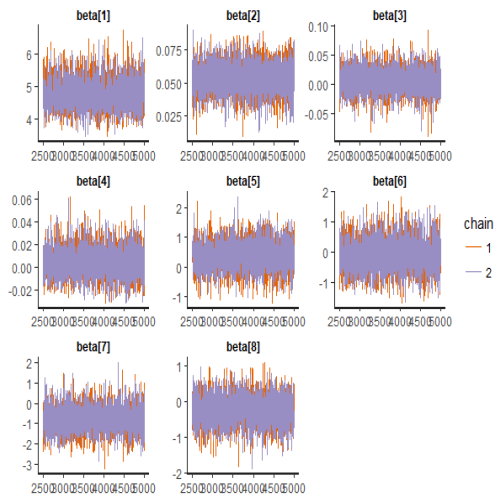 beta[1] beta[2] beta[3]
6 5 4
0.075 0.050 0.025
0.10 0.05 0.00 -0.05
2500 3000 3500 4000 4500 5000 2500 3000 3500 4000 4500 5000 2500 3000 3500 4000 4500 5000
beta[4] beta[5] beta[6]
0.06 0.04 0.02 0.00 -0.02
2 1 0 -1
2 1 0 -1
2500 3000 3500 4000 4500 5000 2500 3000 3500 4000 4500 5000 2500 3000 3500 4000 4500 5000
chain
1
2
beta[7] beta[8]
2 1 0 -1 -2 -3
1 0 -1 -2
2500 3000 3500 4000 4500 5000 2500 3000 3500 4000 4500 5000